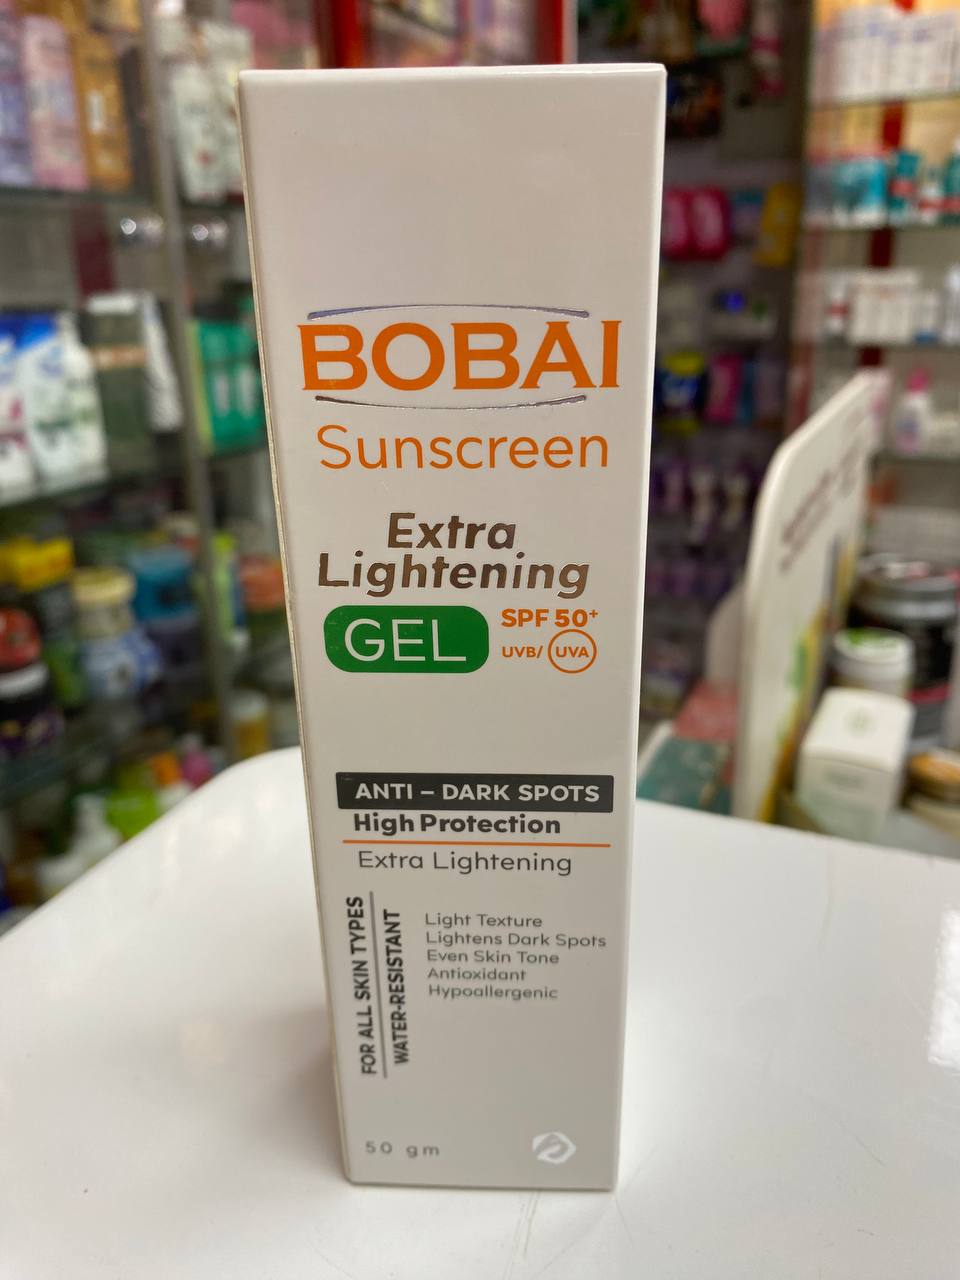 BOBAI
Sunscreen
Extra
Lightening
GEL
SPF 50+
UVB/ UVA
ANTI – DARK SPOTS
High Protection
Extra Lightening
FOR ALL SKIN TYPES
WATER-RESISTANT
Light Texture
Lightens Dark Spots
Even Skin Tone
Antioxidant
Hypoallergenic
50 gm